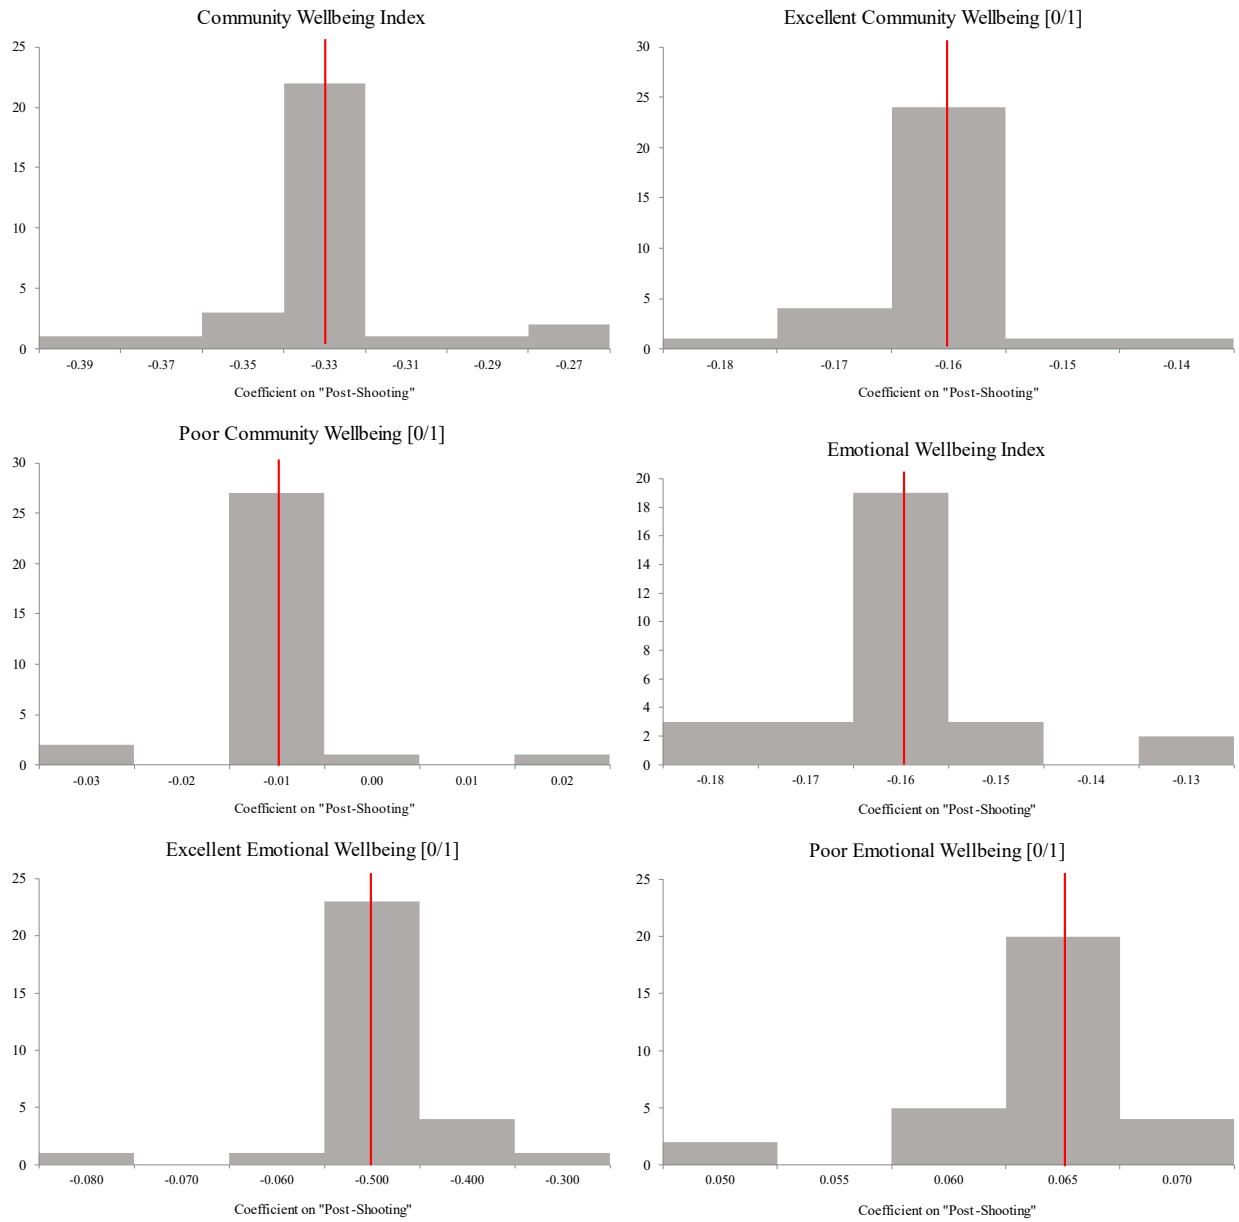 Community Wellbeing Index
25
20
15
10
5
0
-0.39 -0.37 -0.35 -0.33 -0.31 -0.29 -0.27
Coefficient on "Post-Shooting"
Excellent Community Wellbeing [0/1]
30
25
20
15
10
5
0
-0.18 -0.17 -0.16 -0.15 -0.14
Coefficient on "Post-Shooting"
Poor Community Wellbeing [0/1]
30
25
20
15
10
5
0
-0.03 -0.02 -0.01 0.00 0.01 0.02
Coefficient on "Post-Shooting"
Emotional Wellbeing Index
20
18
16
14
12
10
8
6
4
2
0
-0.18 -0.17 -0.16 -0.15 -0.14 -0.13
Coefficient on "Post-Shooting"
Excellent Emotional Wellbeing [0/1]
25
20
15
10
5
0
-0.080 -0.070 -0.060 -0.500 -0.400 -0.300
Coefficient on "Post-Shooting"
Poor Emotional Wellbeing [0/1]
25
20
15
10
5
0
0.050 0.055 0.060 0.065 0.070
Coefficient on "Post-Shooting"